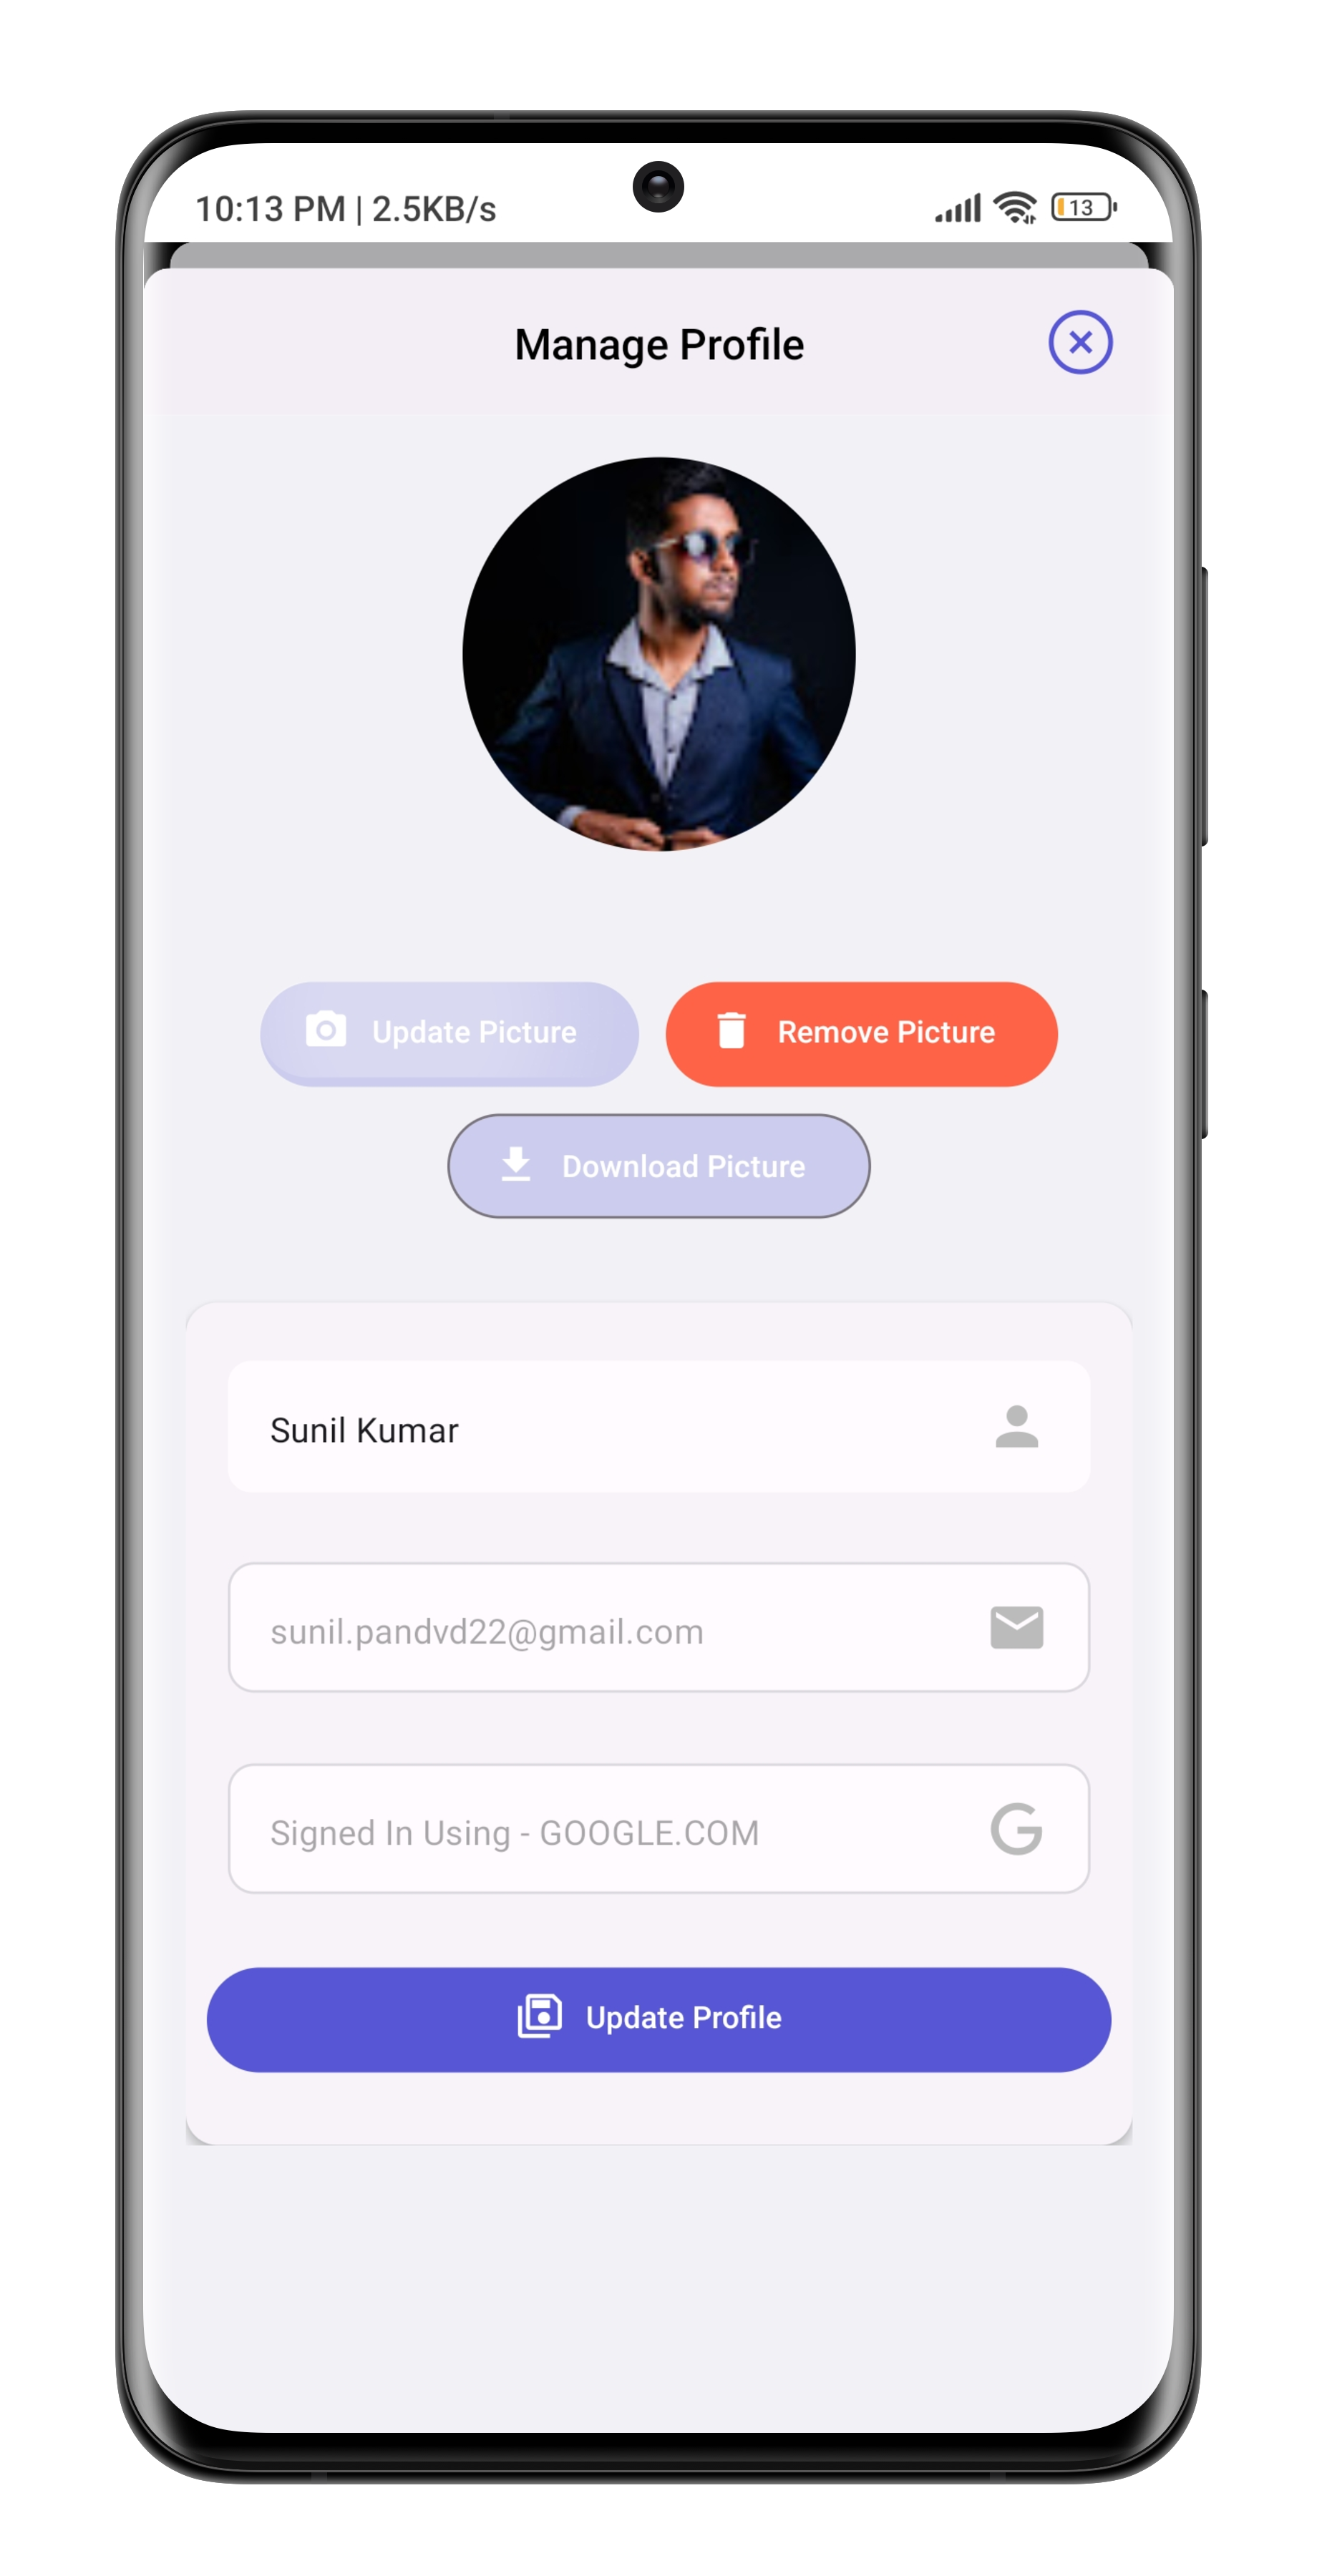 10:13 PM | 2.5KB/s
13
Manage Profile
Update Picture
Remove Picture
Download Picture
Sunil Kumar
sunil.pandvd22@gmail.com
Signed In Using - GOOGLE.COM
Update Profile